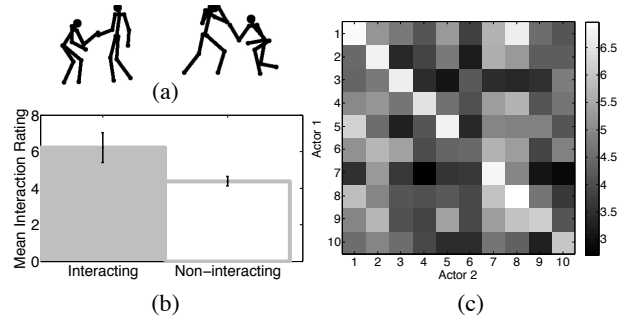 (a)
Mean Interaction Rating
8
6
4
2
0
Interacting Non−interacting
(b)
Actor 1
1
2
3
4
5
6
7
8
9
10
1 2 3 4 5 6 7 8 9 10
Actor 2
6.5
6
5.5
5
4.5
4
3.5
3
(c)